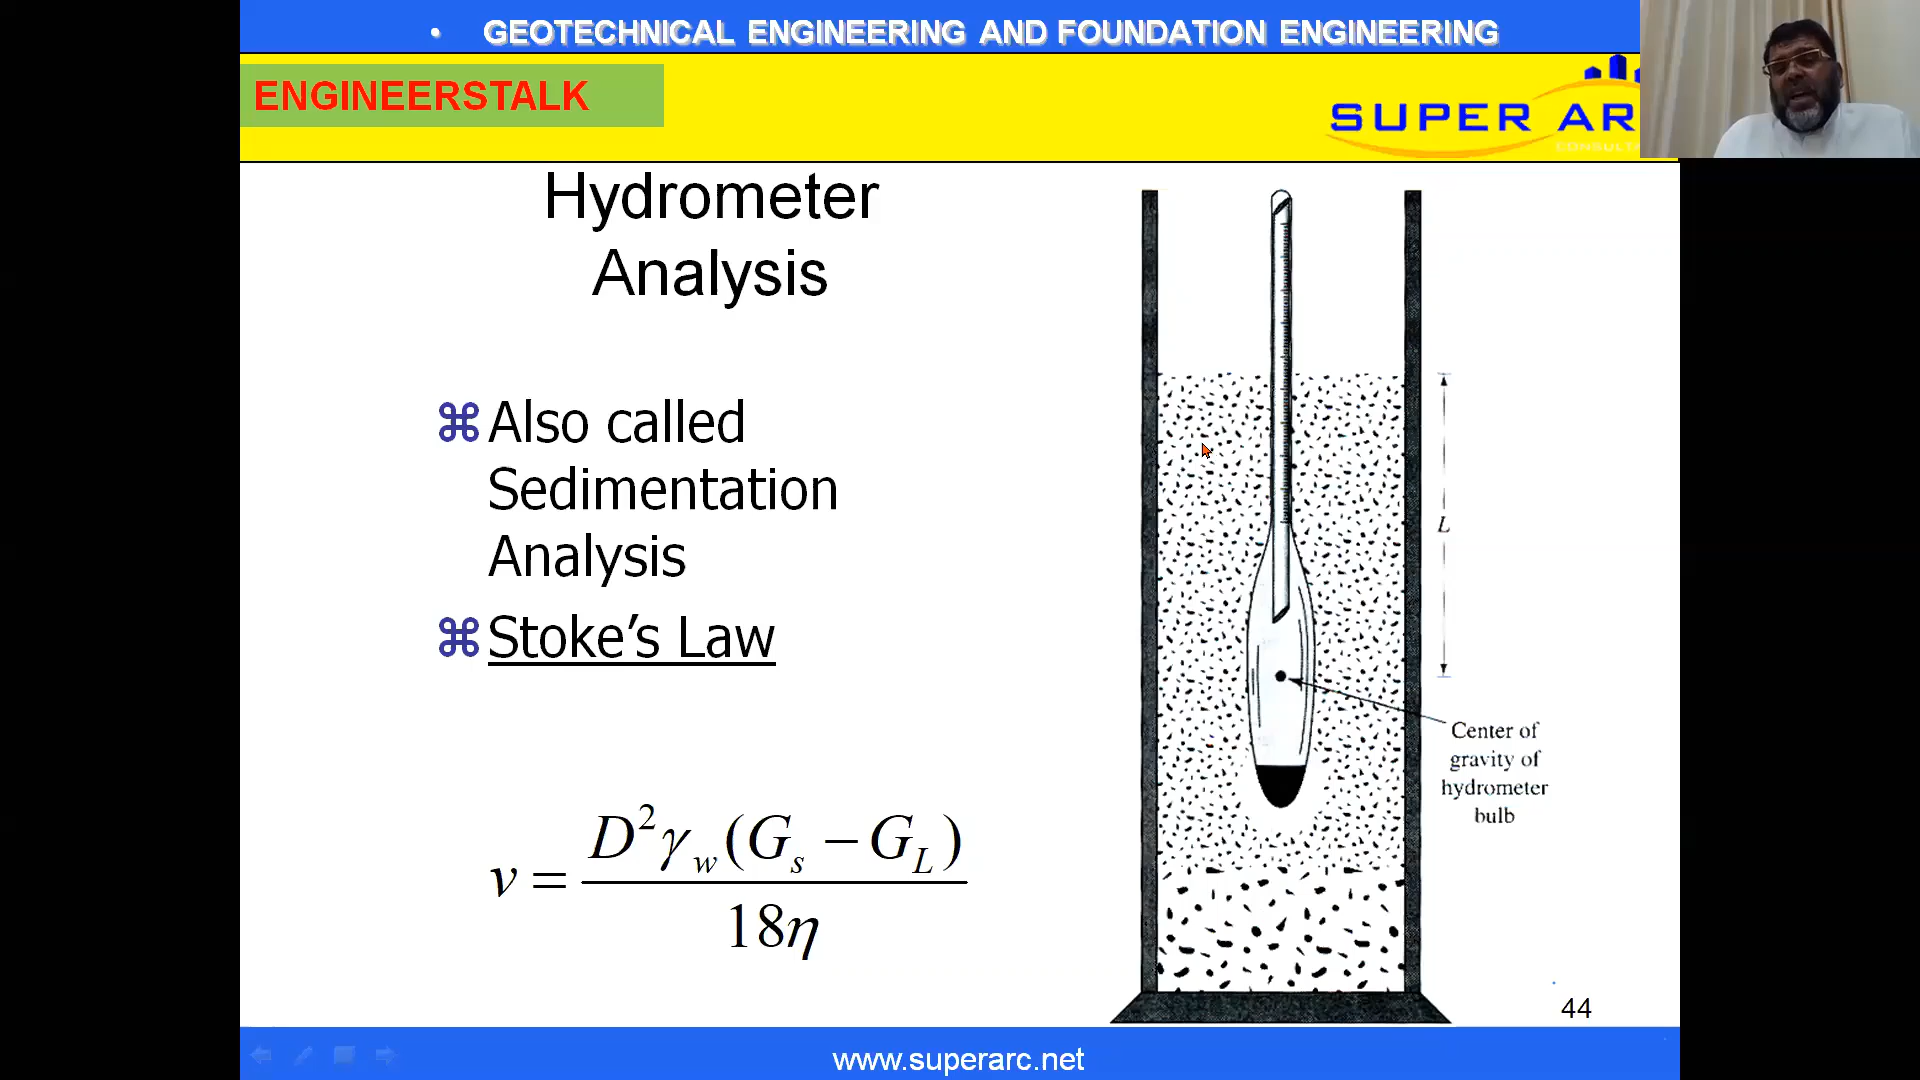 • GEOTECHNICAL ENGINEERING AND FOUNDATION ENGINEERING
ENGINEERSTALK
SUPER AR
CONSULTA
Hydrometer
Analysis
⌘Also called
Sedimentation
Analysis
⌘Stoke’s Law
v = D²γw(Gs − GL) / 18η
L
Center of
gravity of
hydrometer
bulb
44
www.superarc.net